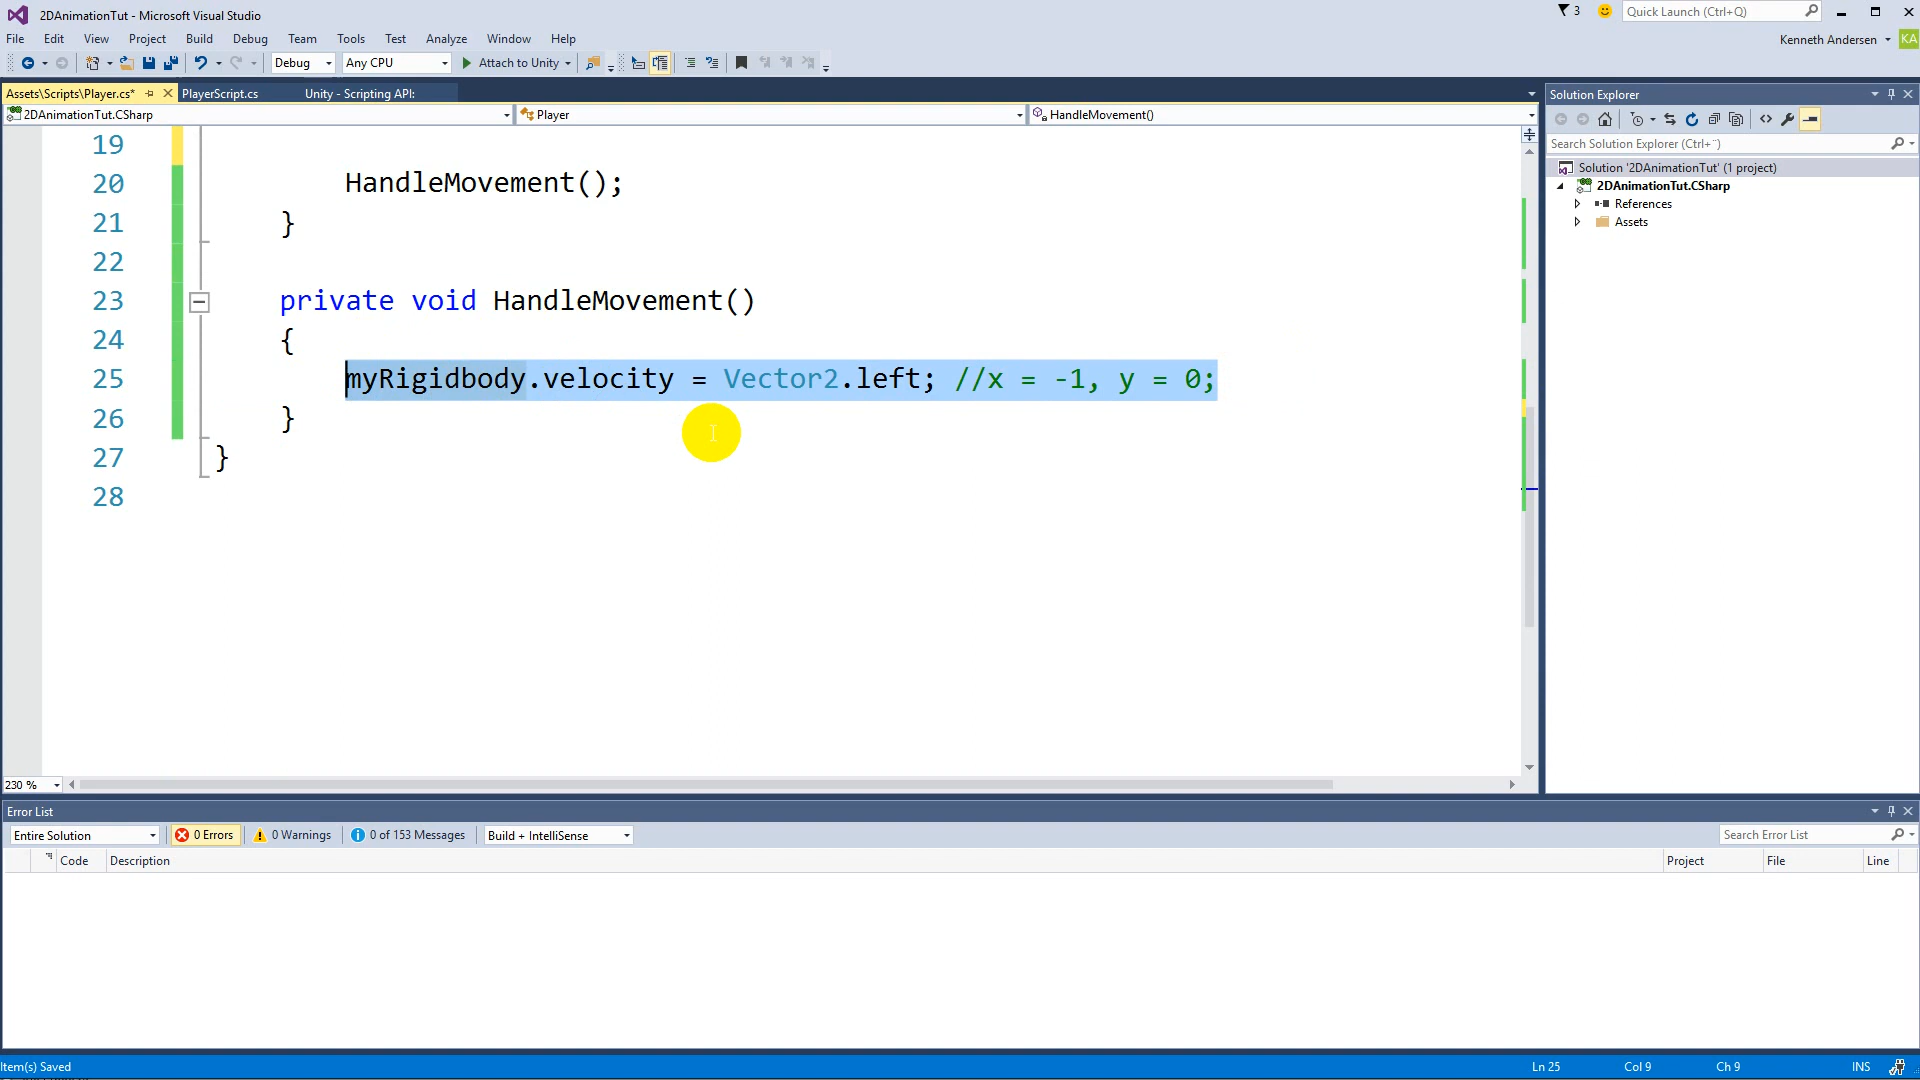 2DAnimationTut - Microsoft Visual Studio
3
Quick Launch (Ctrl+Q)
File Edit View Project Build Debug Team Tools Test Analyze Window Help
Kenneth Andersen KA
Debug Any CPU Attach to Unity
Assets\Scripts\Player.cs* PlayerScript.cs Unity - Scripting API:
2DAnimationTut.CSharp Player HandleMovement()
19
20 HandleMovement();
21 }
22
23 private void HandleMovement()
24 {
25 myRigidbody.velocity = Vector2.left; //x = -1, y = 0;
26 }
27 }
28
230 %
Solution Explorer
Search Solution Explorer (Ctrl+¨)
Solution '2DAnimationTut' (1 project)
2DAnimationTut.CSharp
References
Assets
Error List
Entire Solution 0 Errors 0 Warnings 0 of 153 Messages Build + IntelliSense
Search Error List
Code Description Project File Line
Item(s) Saved Ln 25 Col 9 Ch 9 INS